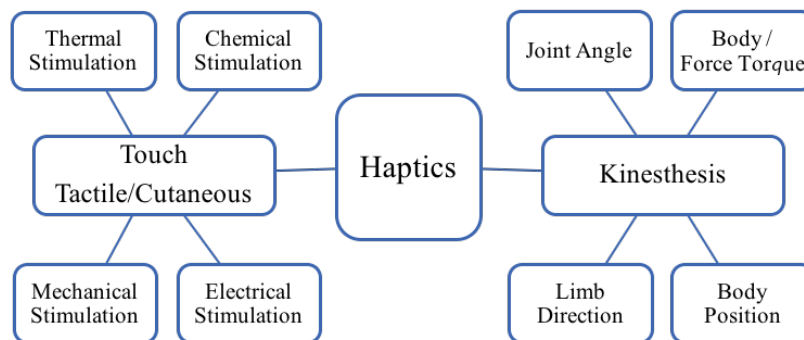 Thermal
Stimulation
Chemical
Stimulation
Joint Angle
Body /
Force Torque
Touch
Tactile/Cutaneous
Haptics
Kinesthesis
Mechanical
Stimulation
Electrical
Stimulation
Limb
Direction
Body
Position